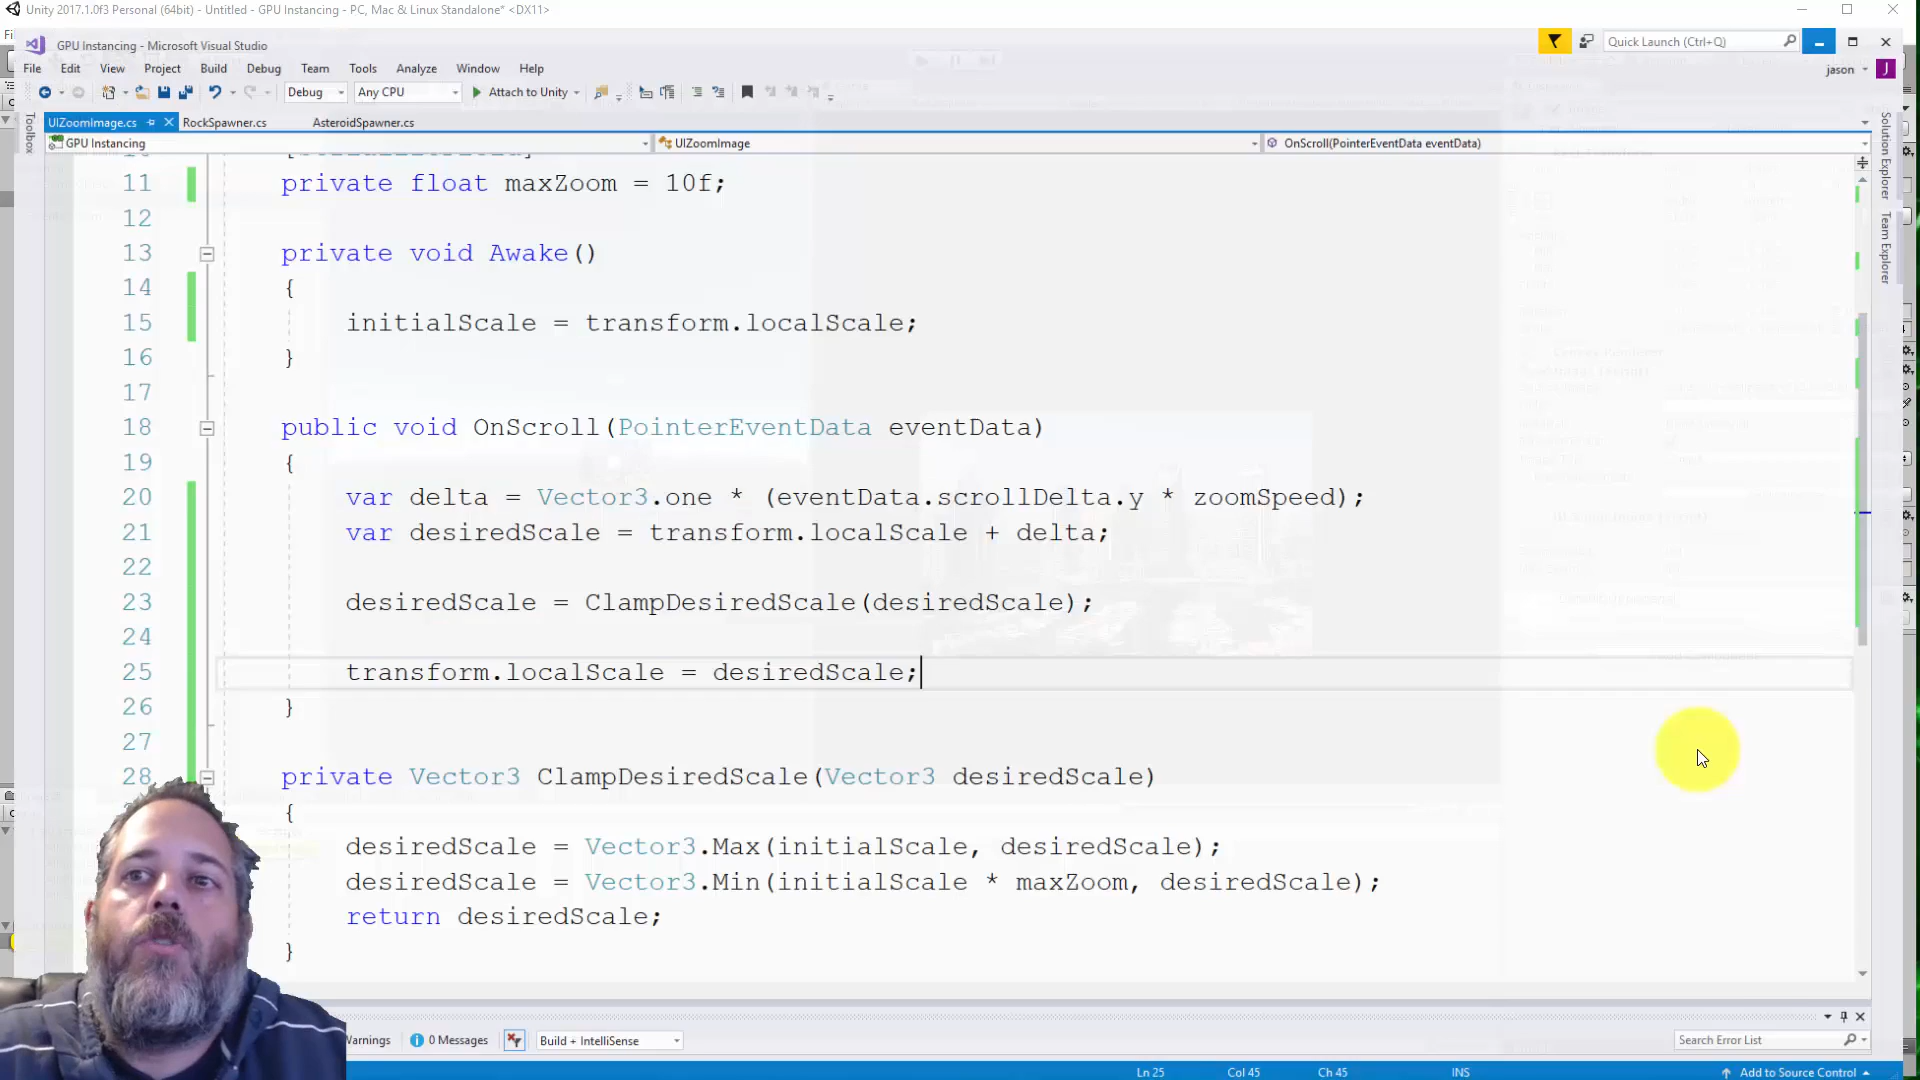 Unity 2017.1.0f3 Personal (64bit) - Untitled - GPU Instancing - PC, Mac & Linux Standalone* <DX11>
GPU Instancing - Microsoft Visual Studio
Quick Launch (Ctrl+Q)
File Edit View Project Build Debug Team Tools Analyze Window Help
jason J
Debug Any CPU Attach to Unity
UIZoomImage.cs RockSpawner.cs AsteroidSpawner.cs
GPU Instancing UIZoomImage OnScroll(PointerEventData eventData)
Toolbox
Solution Explorer
Team Explorer
11 private float maxZoom = 10f;
12
13 private void Awake()
14 {
15 initialScale = transform.localScale;
16 }
17
18 public void OnScroll(PointerEventData eventData)
19 {
20 var delta = Vector3.one * (eventData.scrollDelta.y * zoomSpeed);
21 var desiredScale = transform.localScale + delta;
22
23 desiredScale = ClampDesiredScale(desiredScale);
24
25 transform.localScale = desiredScale;
26 }
27
28 private Vector3 ClampDesiredScale(Vector3 desiredScale)
{
desiredScale = Vector3.Max(initialScale, desiredScale);
desiredScale = Vector3.Min(initialScale * maxZoom, desiredScale);
return desiredScale;
}
0 Messages Build + IntelliSense Search Error List
Ln 25 Col 45 Ch 45 INS Add to Source Control